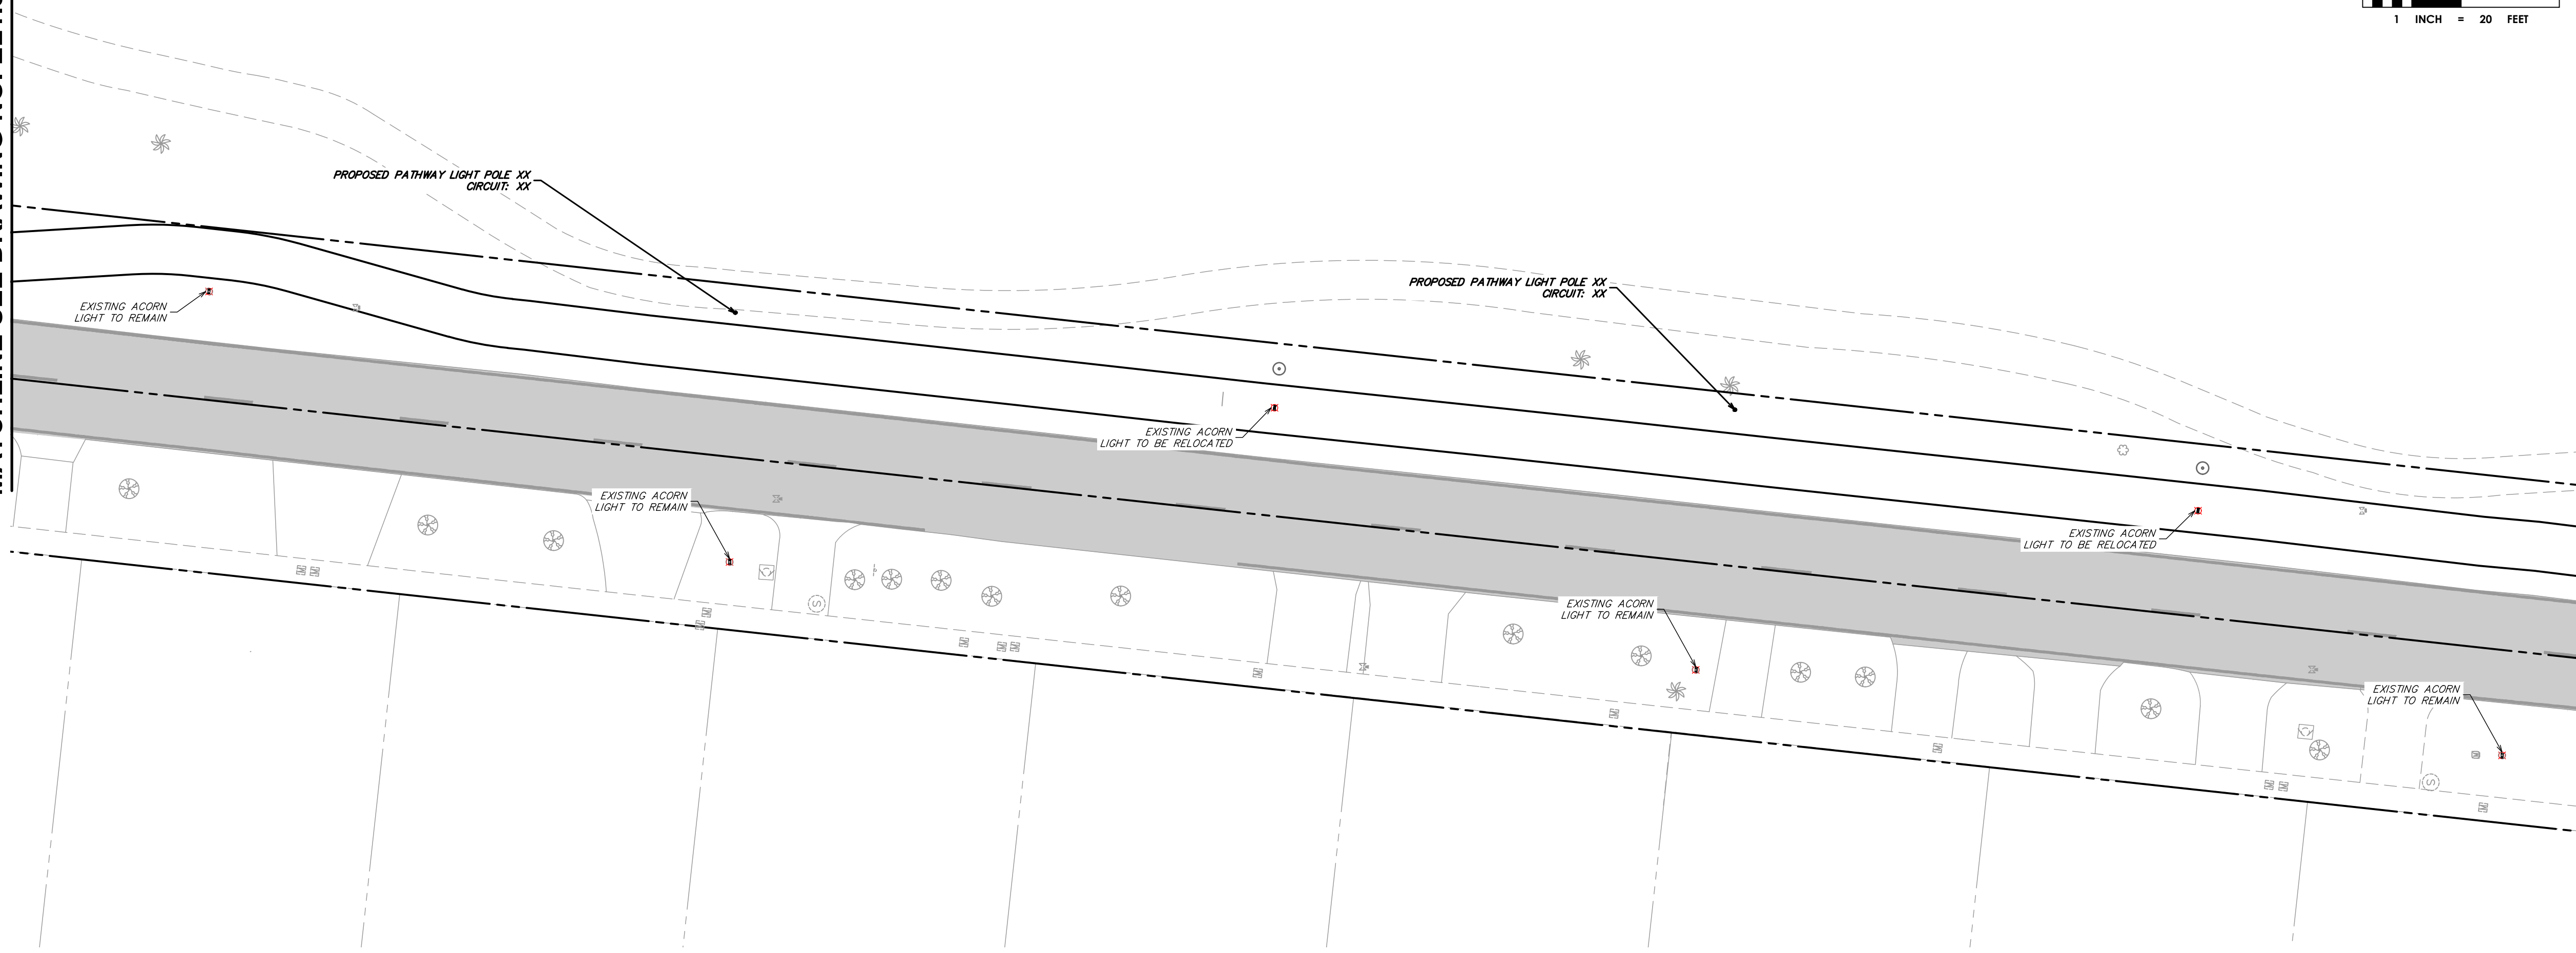 1 INCH = 20 FEET
PROPOSED PATHWAY LIGHT POLE XX
CIRCUIT: XX
PROPOSED PATHWAY LIGHT POLE XX
CIRCUIT: XX
EXISTING ACORN
LIGHT TO REMAIN
EXISTING ACORN
LIGHT TO BE RELOCATED
EXISTING ACORN
LIGHT TO REMAIN
EXISTING ACORN
LIGHT TO BE RELOCATED
EXISTING ACORN
LIGHT TO REMAIN
EXISTING ACORN
LIGHT TO REMAIN
S
S